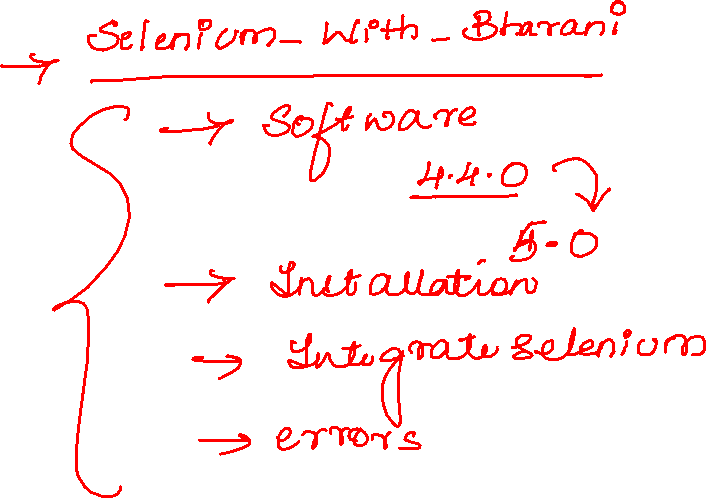 → Selenium_With_Bharani
→ Software
4.4.0
5.0
→ Installation
→ Integrate Selenium
→ errors